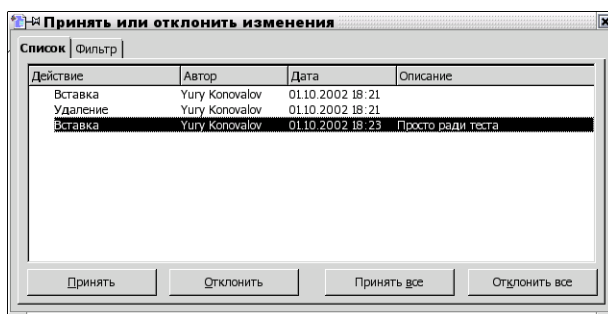 Принять или отклонить изменения
Список Фильтр
Действие Автор Дата Описание
Вставка Yury Konovalov 01.10.2002 18:21
Удаление Yury Konovalov 01.10.2002 18:21
Вставка Yury Konovalov 01.10.2002 18:23 Просто ради теста
Принять Отклонить Принять все Отклонить все